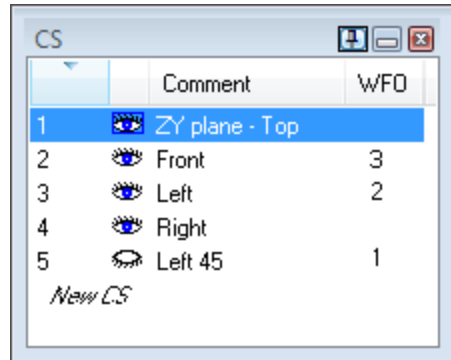 CS
Comment WFO
1 ZY plane - Top
2 Front 3
3 Left 2
4 Right
5 Left 45 1
New CS